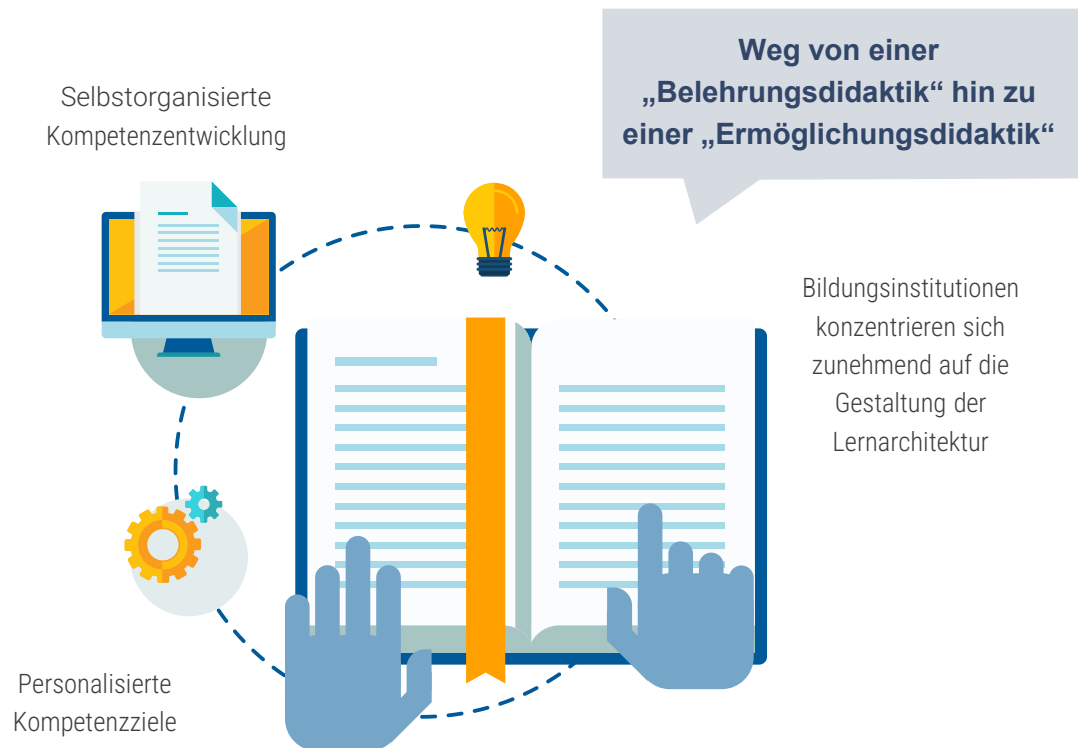 Weg von einer
„Belehrungsdidaktik“ hin zu
einer „Ermöglichungsdidaktik“
Selbstorganisierte
Kompetenzentwicklung
Bildungsinstitutionen
konzentrieren sich
zunehmend auf die
Gestaltung der
Lernarchitektur
Personalisierte
Kompetenzziele